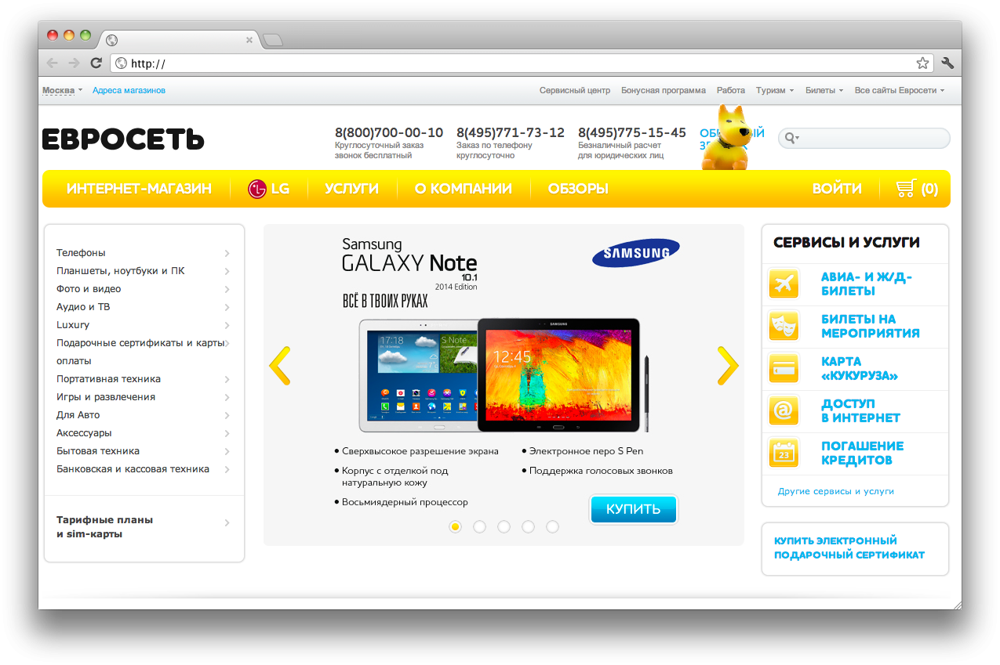 http://
Москва
Адреса магазинов
Сервисный центр
Бонусная программа
Работа
Туризм
Билеты
Все сайты Евросети
ЕВРОСЕТЬ
8(800)700-00-10
Круглосуточный заказ
звонок бесплатный
8(495)771-73-12
Заказ по телефону
круглосуточно
8(495)775-15-45
Безналичный расчет
для юридических лиц
ИНТЕРНЕТ-МАГАЗИН
LG
УСЛУГИ
О КОМПАНИИ
ОБЗОРЫ
ВОЙТИ
(0)
Телефоны
Планшеты, ноутбуки и ПК
Фото и видео
Аудио и ТВ
Luxury
Подарочные сертификаты и карты
оплаты
Портативная техника
Игры и развлечения
Для Авто
Аксессуары
Бытовая техника
Банковская и кассовая техника
Тарифные планы
и sim-карты
Samsung
GALAXY Note
10.1
2014 Edition
ВСЁ В ТВОИХ РУКАХ
SAMSUNG
SAMSUNG
17:18
S Note
12:45
Сверхвысокое разрешение экрана
Корпус с отделкой под
натуральную кожу
Восьмиядерный процессор
Электронное перо S Pen
Поддержка голосовых звонков
КУПИТЬ
СЕРВИСЫ И УСЛУГИ
АВИА- И Ж/Д-
БИЛЕТЫ
БИЛЕТЫ НА
МЕРОПРИЯТИЯ
КАРТА
«КУКУРУЗА»
ДОСТУП
В ИНТЕРНЕТ
23
ПОГАШЕНИЕ
КРЕДИТОВ
Другие сервисы и услуги
КУПИТЬ ЭЛЕКТРОННЫЙ
ПОДАРОЧНЫЙ СЕРТИФИКАТ